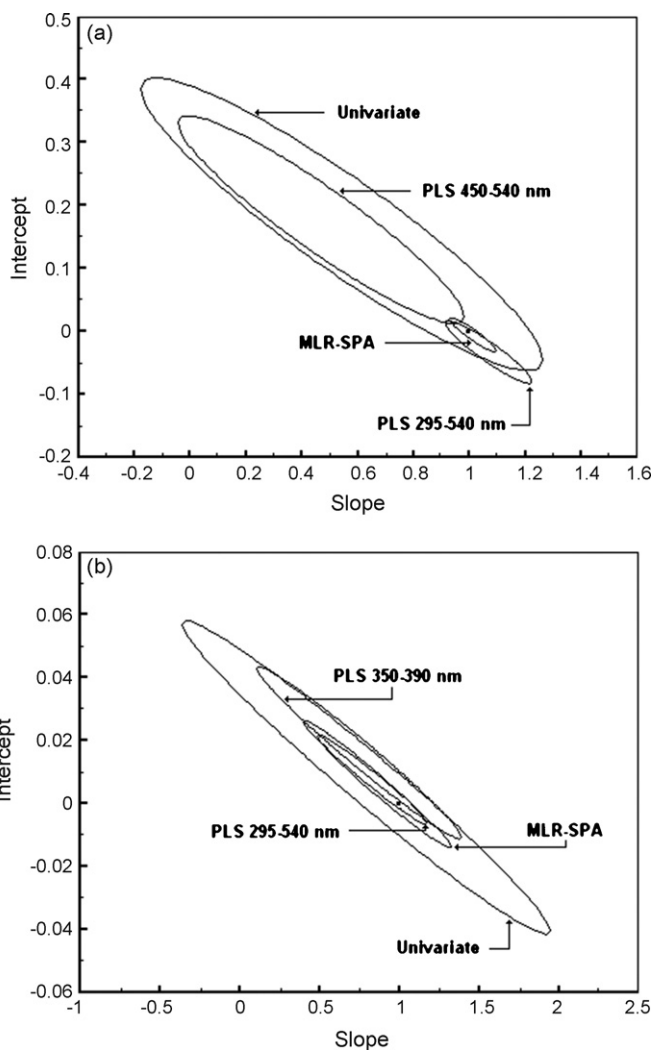 (a)
0.5
0.4
0.3
0.2
0.1
0
-0.1
-0.2
Intercept
Univariate
PLS 450-540 nm
MLR-SPA
PLS 295-540 nm
-0.4 -0.2 0 0.2 0.4 0.6 0.8 1.0 1.2 1.4 1.6
Slope
(b)
0.08
0.06
0.04
0.02
0
-0.02
-0.04
-0.06
Intercept
PLS 350-390 nm
PLS 295-540 nm
MLR-SPA
Univariate
-1 -0.5 0 0.5 1 1.5 2 2.5
Slope